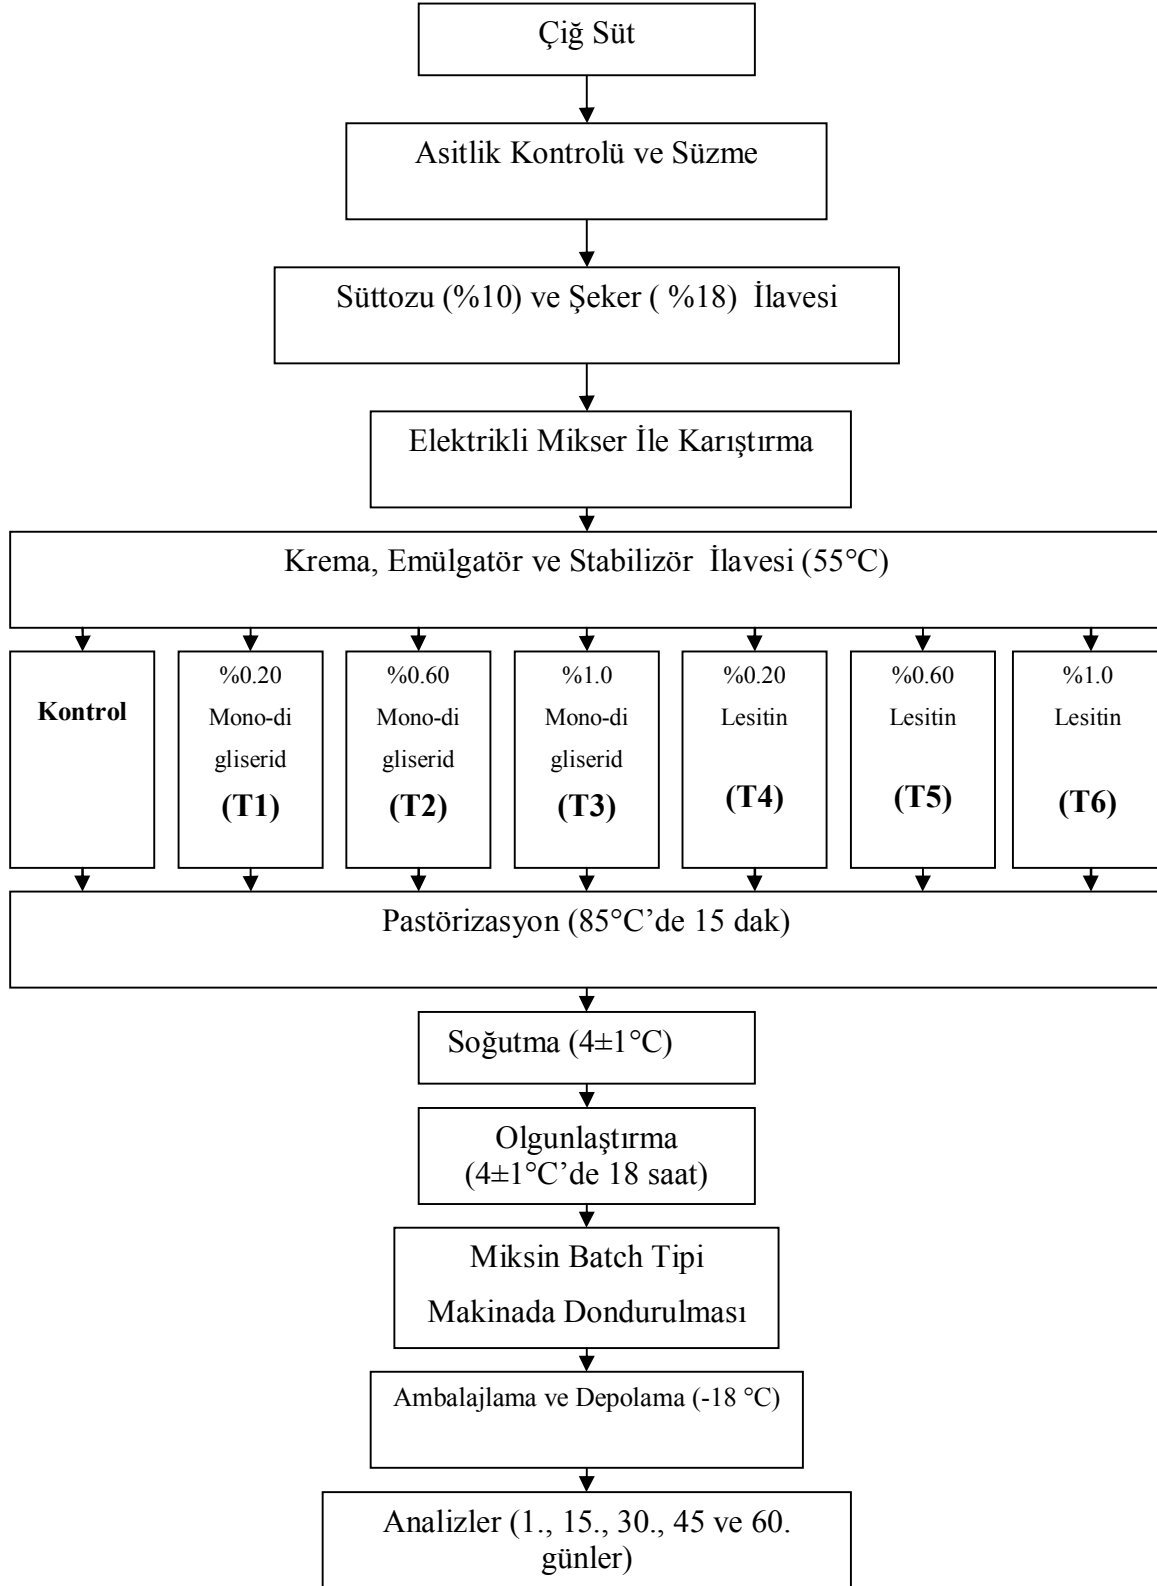 Çiğ Süt
Asitlik Kontrolü ve Süzme
Süttozu (%10) ve Şeker ( %18) İlavesi
Elektrikli Mikser İle Karıştırma
Krema, Emülgatör ve Stabilizör İlavesi (55°C)
Kontrol
%0.20
Mono-di
gliserid
(T1)
%0.60
Mono-di
gliserid
(T2)
%1.0
Mono-di
gliserid
(T3)
%0.20
Lesitin
(T4)
%0.60
Lesitin
(T5)
%1.0
Lesitin
(T6)
Pastörizasyon (85°C’de 15 dak)
Soğutma (4±1°C)
Olgunlaştırma
(4±1°C’de 18 saat)
Miksin Batch Tipi
Makinada Dondurulması
Ambalajlama ve Depolama (-18 °C)
Analizler (1., 15., 30., 45 ve 60.
günler)